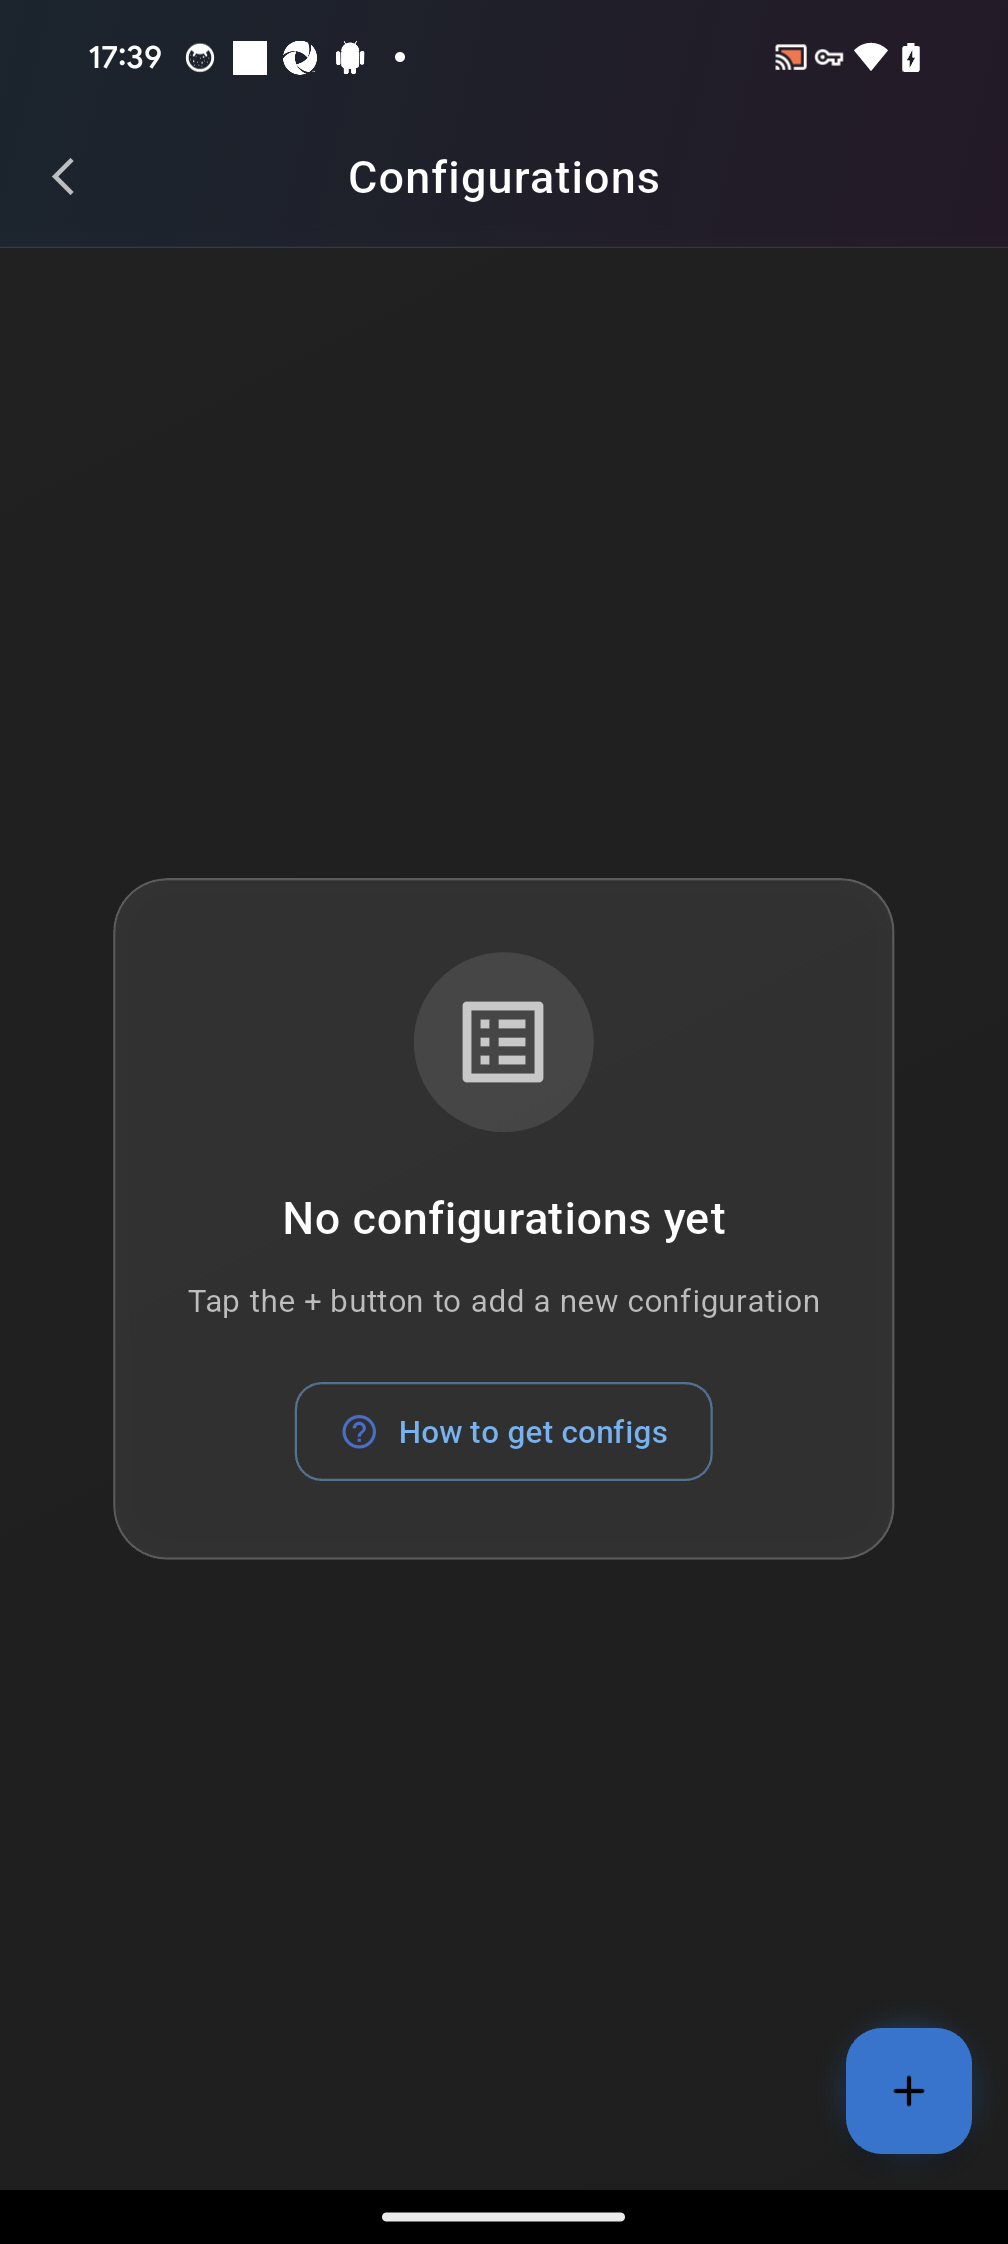 17:39
Configurations
No configurations yet
Tap the + button to add a new configuration
How to get configs